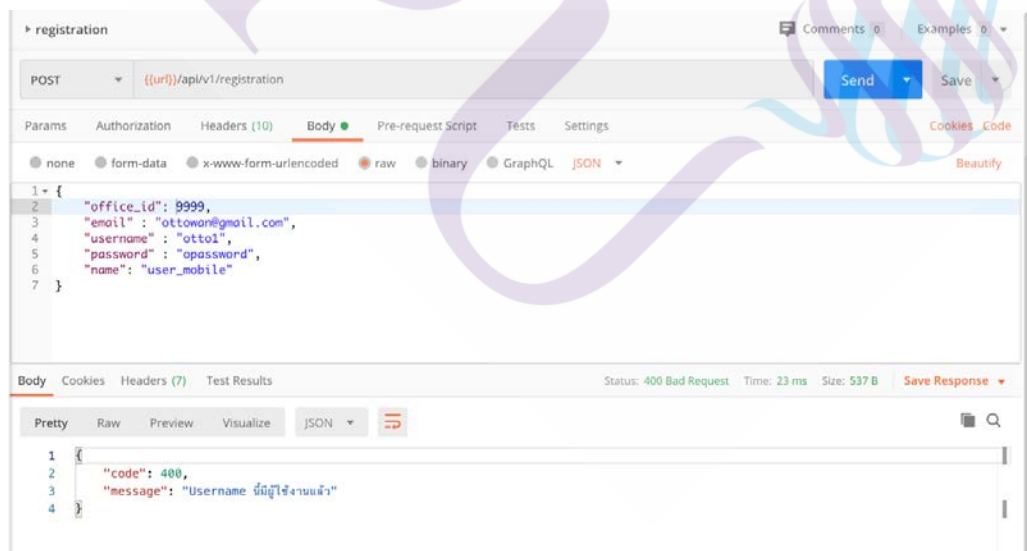 registration
Comments 0 Examples 0
POST {{url}}/api/v1/registration Send Save
Params Authorization Headers (10) Body Pre-request Script Tests Settings Cookies Code
none form-data x-www-form-urlencoded raw binary GraphQL JSON Beautify
1 {
2 "office_id": 9999,
3 "email" : "ottowan@gmail.com",
4 "username" : "otto1",
5 "password" : "opassword",
6 "name": "user_mobile"
7 }
Body Cookies Headers (7) Test Results Status: 400 Bad Request Time: 23 ms Size: 537 B Save Response
Pretty Raw Preview Visualize JSON
1 {
2 "code": 400,
3 "message": "Username นี้มีผู้ใช้งานแล้ว"
4 }